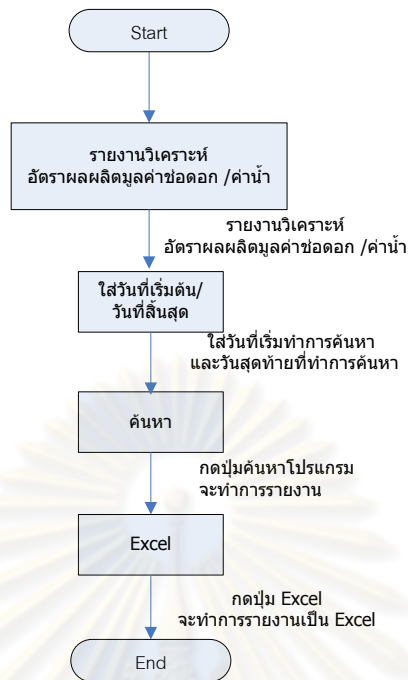 Start
รายงานวิเคราะห์
อัตราผลผลิตมูลค่าช่อดอก /ค่าน้ำ
รายงานวิเคราะห์
อัตราผลผลิตมูลค่าช่อดอก /ค่าน้ำ
ใส่วันที่เริ่มต้น/
วันที่สิ้นสุด
ใส่วันที่เริ่มทำการค้นหา
และวันสุดท้ายที่ทำการค้นหา
ค้นหา
กดปุ่มค้นหาโปรแกรม
จะทำการรายงาน
Excel
กดปุ่ม Excel
จะทำการรายงานเป็น Excel
End